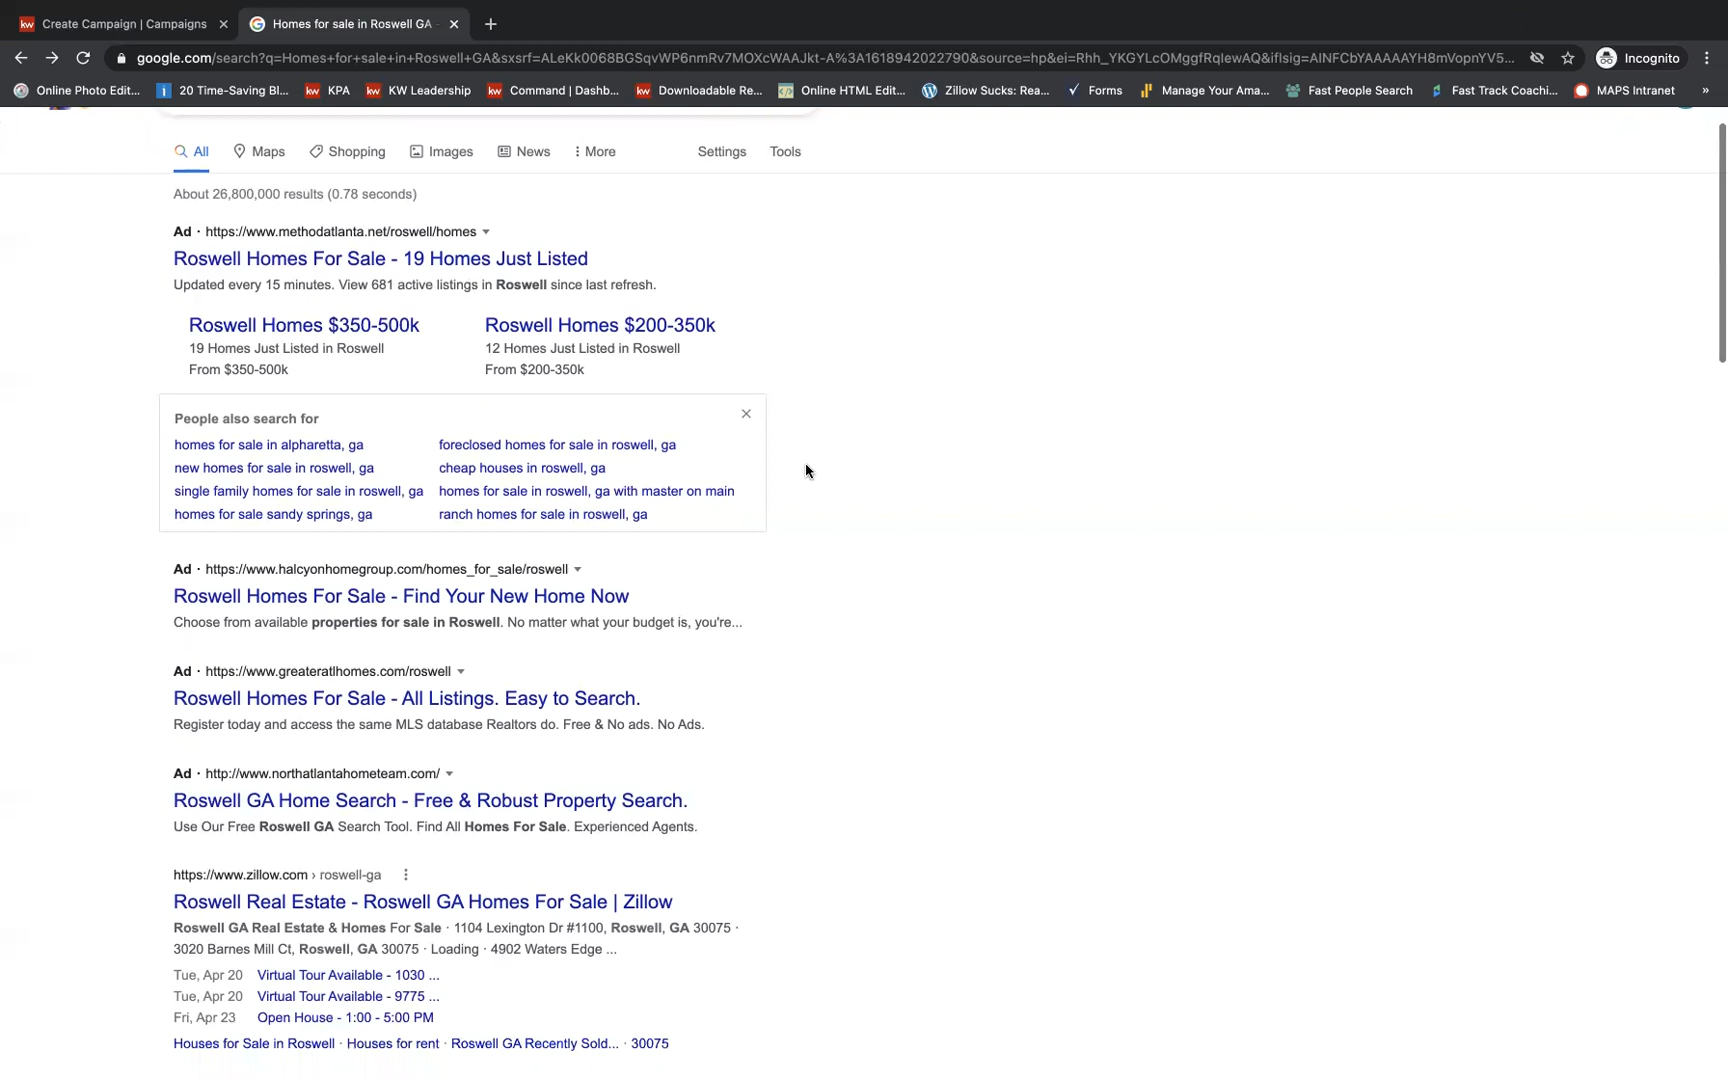 Create Campaign | Campaigns
Homes for sale in Roswell GA -
google.com/search?q=Homes+for+sale+in+Roswell+GA&sxsrf=ALeKk0068BGSqvWP6nmRv7MOXcWAAJkt-A%3A1618942022790&source=hp&ei=Rhh_YKGYLcOMggfRqIewAQ&iflsig=AINFCbYAAAAAYH8mVopnYV5...
Incognito
Online Photo Edit...
20 Time-Saving Bl...
KPA
KW Leadership
Command | Dashb...
Downloadable Re...
Online HTML Edit...
Zillow Sucks: Rea...
Forms
Manage Your Ama...
Fast People Search
Fast Track Coachi...
MAPS Intranet
»
All
Maps
Shopping
Images
News
More
Settings
Tools
About 26,800,000 results (0.78 seconds)
Ad · https://www.methodatlanta.net/roswell/homes
Roswell Homes For Sale - 19 Homes Just Listed
Updated every 15 minutes. View 681 active listings in Roswell since last refresh.
Roswell Homes $350-500k
19 Homes Just Listed in Roswell
From $350-500k
Roswell Homes $200-350k
12 Homes Just Listed in Roswell
From $200-350k
People also search for
homes for sale in alpharetta, ga
new homes for sale in roswell, ga
single family homes for sale in roswell, ga
homes for sale sandy springs, ga
foreclosed homes for sale in roswell, ga
cheap houses in roswell, ga
homes for sale in roswell, ga with master on main
ranch homes for sale in roswell, ga
Ad · https://www.halcyonhomegroup.com/homes_for_sale/roswell
Roswell Homes For Sale - Find Your New Home Now
Choose from available properties for sale in Roswell. No matter what your budget is, you're...
Ad · https://www.greateratlhomes.com/roswell
Roswell Homes For Sale - All Listings. Easy to Search.
Register today and access the same MLS database Realtors do. Free & No ads. No Ads.
Ad · http://www.northatlantahometeam.com/
Roswell GA Home Search - Free & Robust Property Search.
Use Our Free Roswell GA Search Tool. Find All Homes For Sale. Experienced Agents.
https://www.zillow.com › roswell-ga
Roswell Real Estate - Roswell GA Homes For Sale | Zillow
Roswell GA Real Estate & Homes For Sale · 1104 Lexington Dr #1100, Roswell, GA 30075 ·
3020 Barnes Mill Ct, Roswell, GA 30075 · Loading · 4902 Waters Edge ...
Tue, Apr 20 Virtual Tour Available - 1030 ...
Tue, Apr 20 Virtual Tour Available - 9775 ...
Fri, Apr 23 Open House - 1:00 - 5:00 PM
Houses for Sale in Roswell · Houses for rent · Roswell GA Recently Sold... · 30075